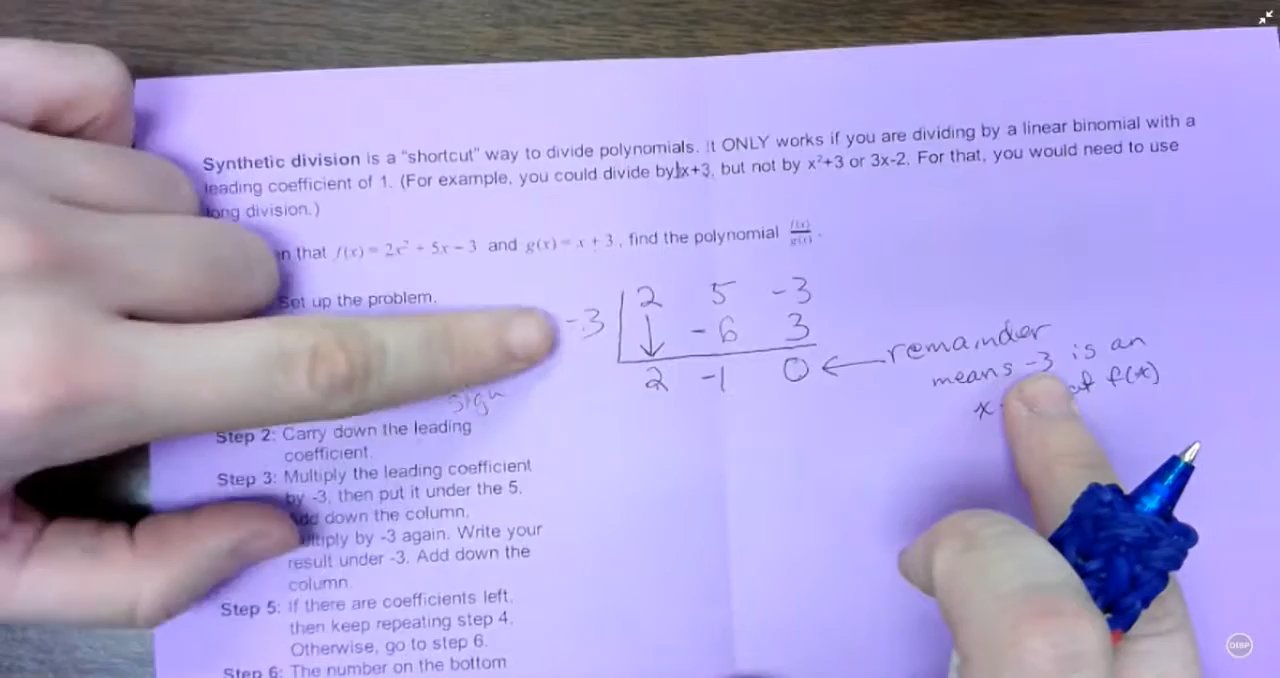 Synthetic division is a "shortcut" way to divide polynomials. It ONLY works if you are dividing by a linear binomial with a
leading coefficient of 1. (For example, you could divide by 1x+3, but not by x²+3 or 3x-2. For that, you would need to use
long division.)
that f(x) = 2x² + 5x − 3 and g(x) = x + 3, find the polynomial f(x)/g(x).
Set up the problem.
2 5 -3
-3 ↓ -6 3
2 -1 0 ← remainder
means -3 is an
x of f(x)
sign
Step 2: Carry down the leading
coefficient.
Step 3: Multiply the leading coefficient
by -3, then put it under the 5.
Add down the column.
by -3 again. Write your
result under -3. Add down the
column.
Step 5: If there are coefficients left,
then keep repeating step 4.
Otherwise, go to step 6.
Step 6: The number on the bottom
DISP